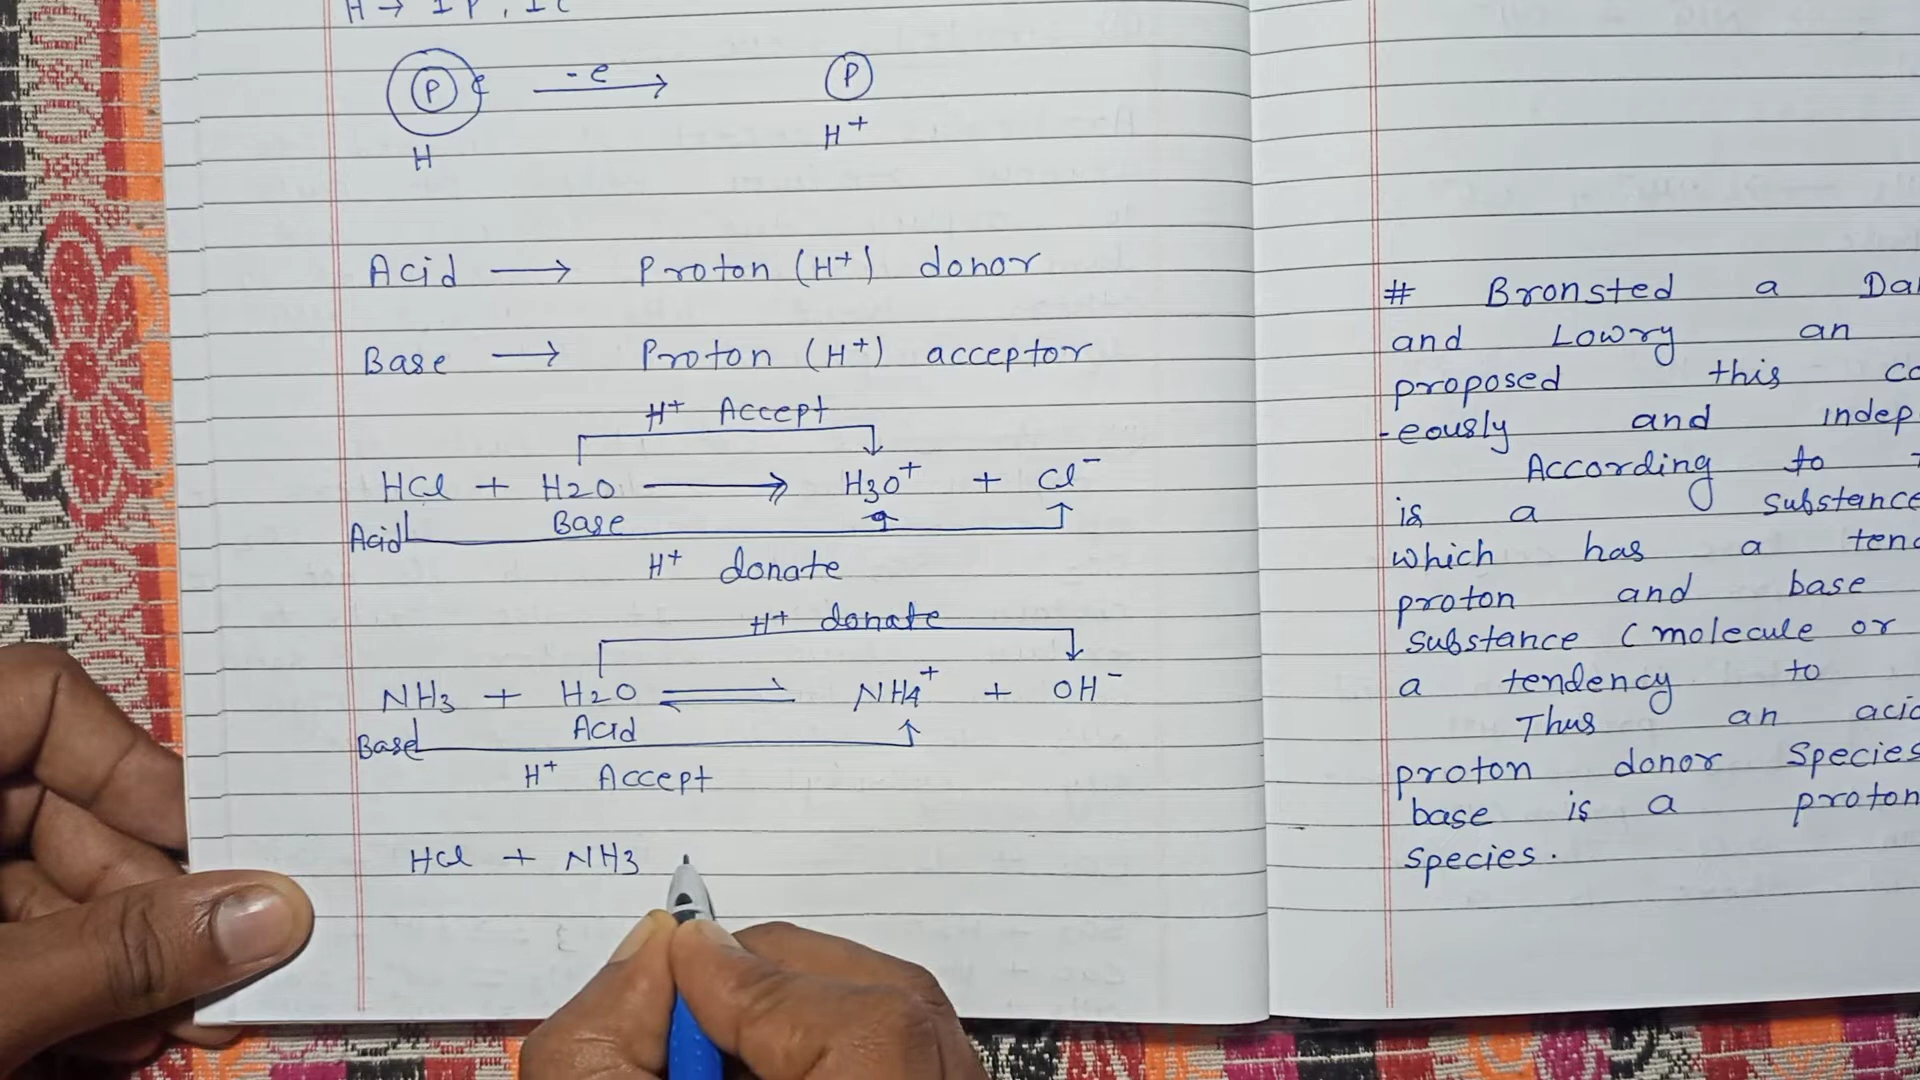 H → 1P, 1e
P e -e → P
H H+
Acid → Proton (H+) donor
Base → Proton (H+) acceptor
H+ Accept
HCl + H2O → H3O+ + Cl-
Acid Base
H+ donate
H+ donate
NH3 + H2O ⇌ NH4+ + OH-
Base Acid
H+ Accept
HCl + NH3
# Bronsted a
and Lowry an
proposed this
-eously and
According to
is a substance
which has a
proton and base
substance (molecule or
a tendency to
Thus an
proton donor species
base is a proton
species.